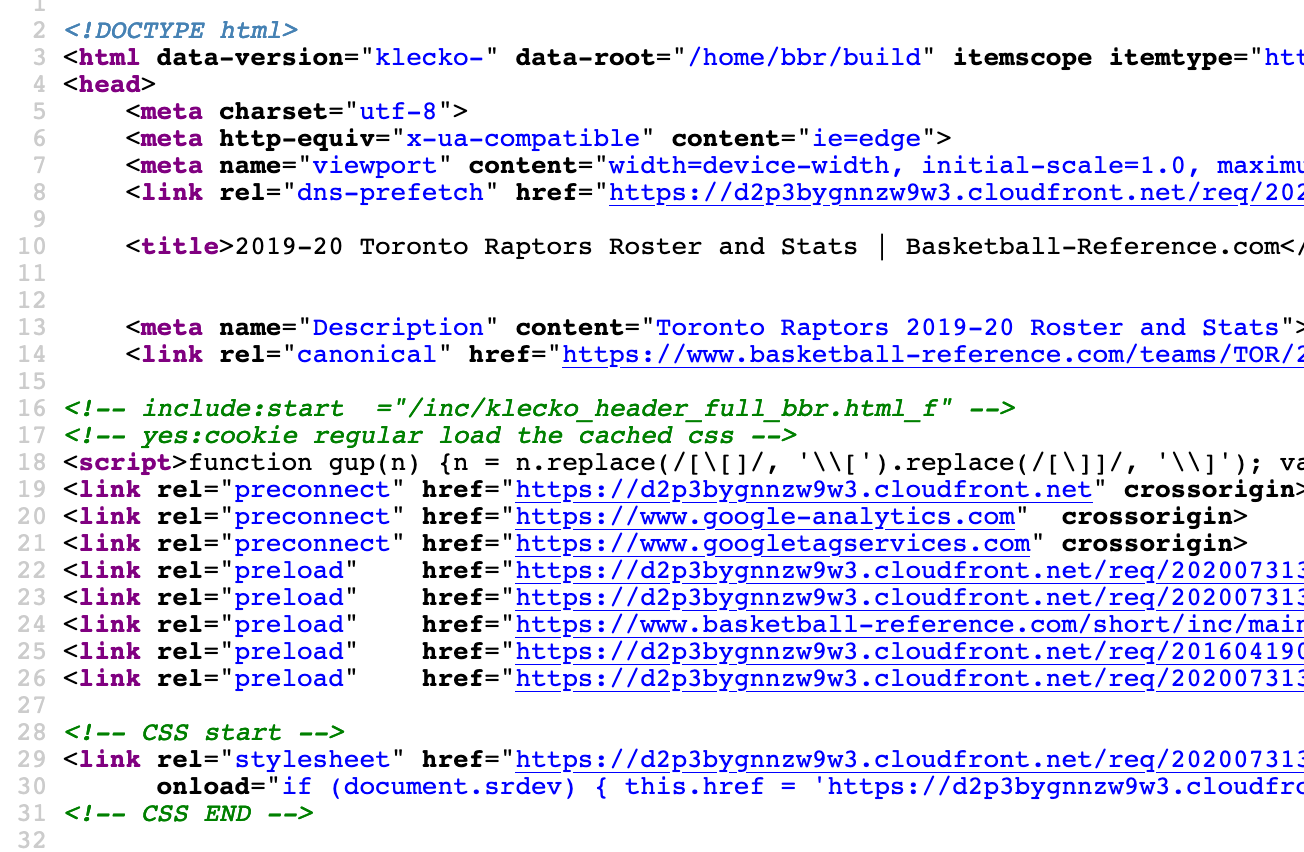 1
2 <!DOCTYPE html>
3 <html data-version="klecko-" data-root="/home/bbr/build" itemscope itemtype="htt
4 <head>
5     <meta charset="utf-8">
6     <meta http-equiv="x-ua-compatible" content="ie=edge">
7     <meta name="viewport" content="width=device-width, initial-scale=1.0, maximu
8     <link rel="dns-prefetch" href="https://d2p3bygnnzw9w3.cloudfront.net/req/202
9
10     <title>2019-20 Toronto Raptors Roster and Stats | Basketball-Reference.com</
11
12
13     <meta name="Description" content="Toronto Raptors 2019-20 Roster and Stats">
14     <link rel="canonical" href="https://www.basketball-reference.com/teams/TOR/2
15
16 <!-- include:start  ="/inc/klecko_header_full_bbr.html_f" -->
17 <!-- yes:cookie regular load the cached css -->
18 <script>function gup(n) {n = n.replace(/[\[]/, '\\[').replace(/[\]]/, '\\]'); va
19 <link rel="preconnect" href="https://d2p3bygnnzw9w3.cloudfront.net" crossorigin>
20 <link rel="preconnect" href="https://www.google-analytics.com"  crossorigin>
21 <link rel="preconnect" href="https://www.googletagservices.com" crossorigin>
22 <link rel="preload"    href="https://d2p3bygnnzw9w3.cloudfront.net/req/202007313
23 <link rel="preload"    href="https://d2p3bygnnzw9w3.cloudfront.net/req/202007313
24 <link rel="preload"    href="https://www.basketball-reference.com/short/inc/main
25 <link rel="preload"    href="https://d2p3bygnnzw9w3.cloudfront.net/req/201604190
26 <link rel="preload"    href="https://d2p3bygnnzw9w3.cloudfront.net/req/202007313
27
28 <!-- CSS start -->
29 <link rel="stylesheet" href="https://d2p3bygnnzw9w3.cloudfront.net/req/202007313
30       onload="if (document.srdev) { this.href = 'https://d2p3bygnnzw9w3.cloudfro
31 <!-- CSS END -->
32